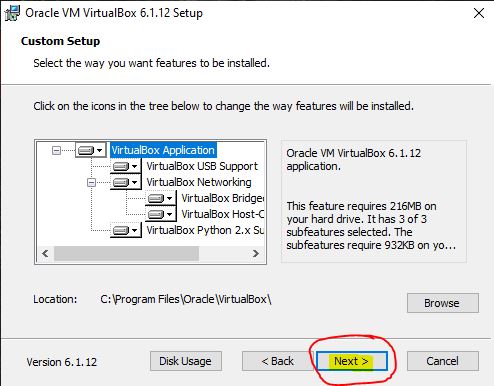 Oracle VM VirtualBox 6.1.12 Setup
Custom Setup
Select the way you want features to be installed.
Click on the icons in the tree below to change the way features will be installed.
VirtualBox Application
VirtualBox USB Support
VirtualBox Networking
VirtualBox Bridge
VirtualBox Host-C
VirtualBox Python 2.x Su
Oracle VM VirtualBox 6.1.12
application.
This feature requires 216MB on
your hard drive. It has 3 of 3
subfeatures selected. The
subfeatures require 932KB on yo...
Location: C:\Program Files\Oracle\VirtualBox\
Browse
Version 6.1.12 Disk Usage < Back Next > Cancel